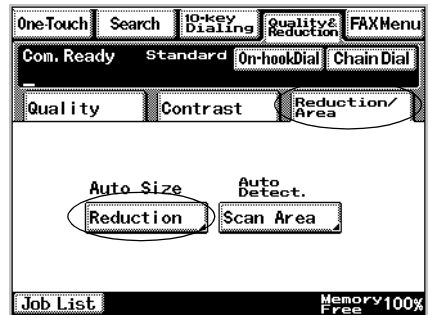 One-Touch Search 10-key Dialing Quality& Reduction FAXMenu
Com. Ready Standard On-hookDial Chain Dial
Quality Contrast Reduction/ Area
Auto Size Auto Detect.
Reduction Scan Area
Job List Memory Free 100%